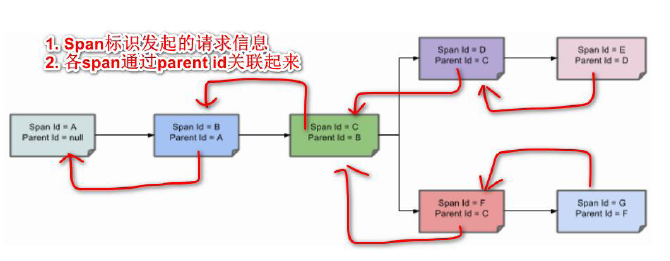 1. Span标识发起的请求信息
2. 各span通过parent id关联起来
Span Id = A
Parent Id = null
Span Id = B
Parent Id = A
Span Id = C
Parent Id = B
Span Id = D
Parent Id = C
Span Id = E
Parent Id = D
Span Id = F
Parent Id = C
Span Id = G
Parent Id = F